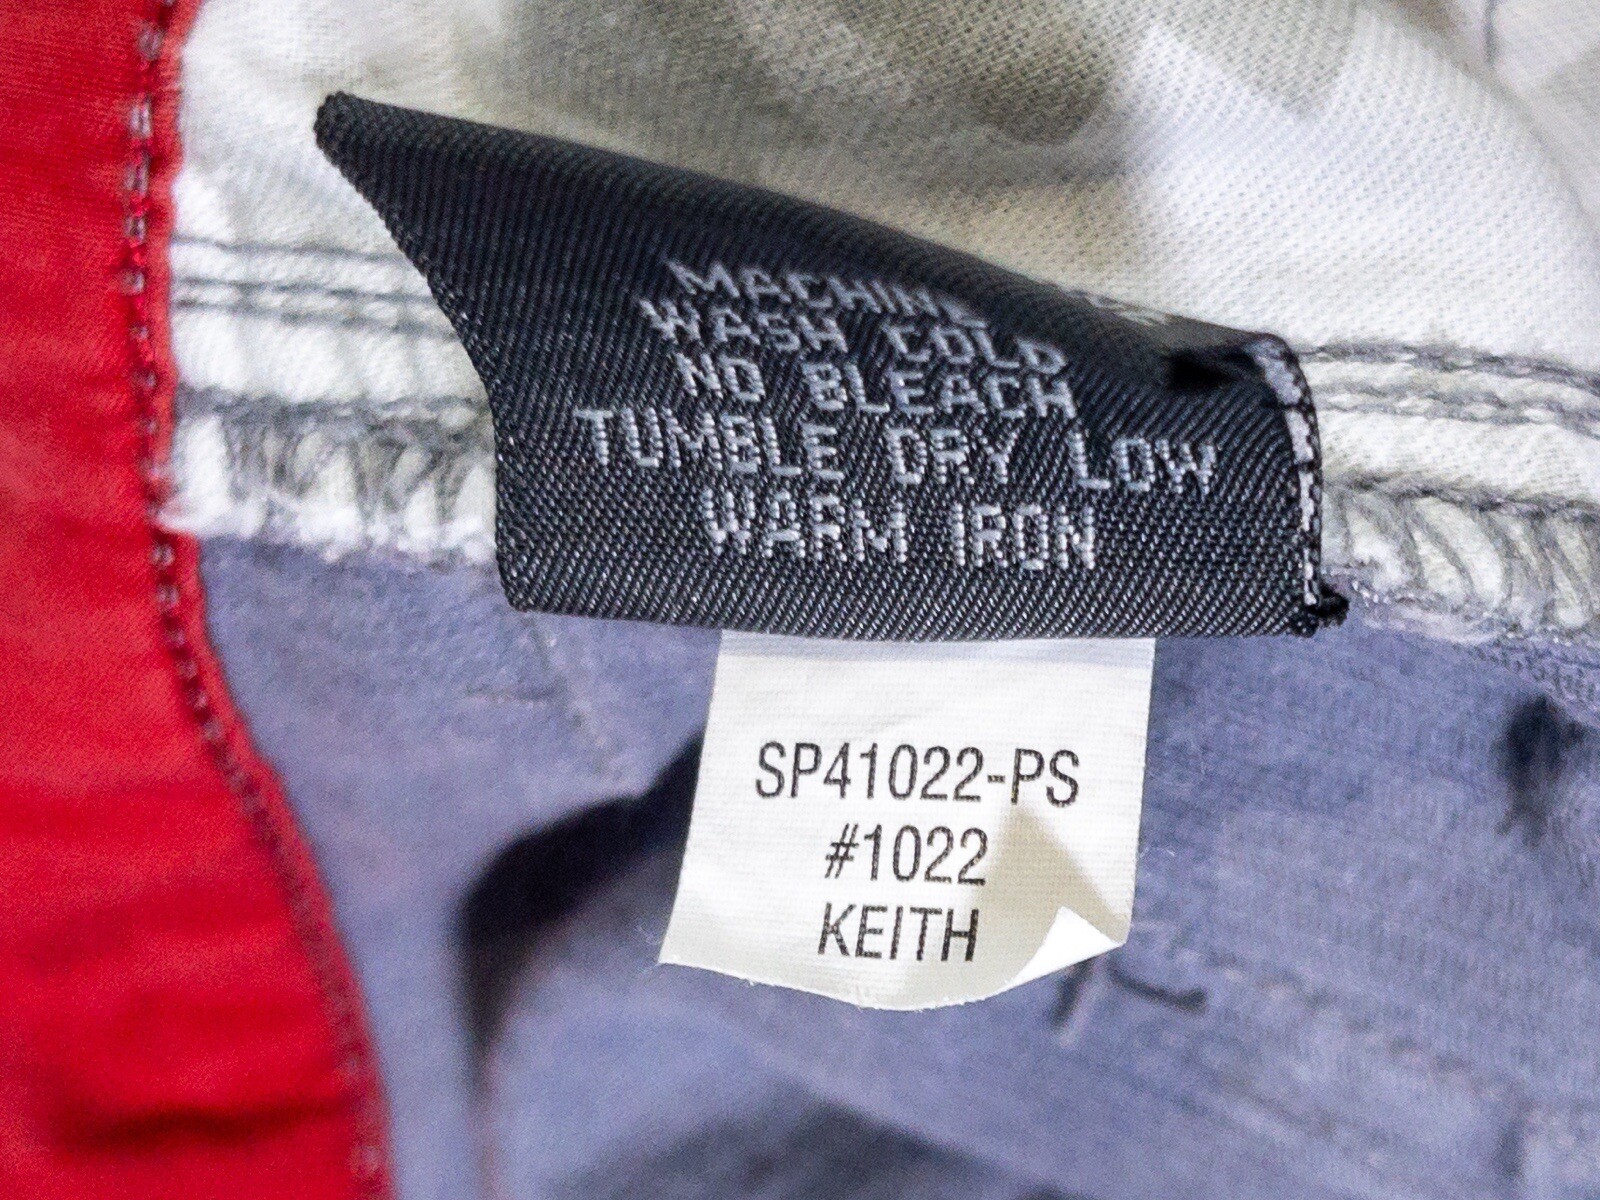 MACHINE
WASH COLD
NO BLEACH
TUMBLE DRY LOW
WARM IRON
SP41022-PS
#1022
KEITH